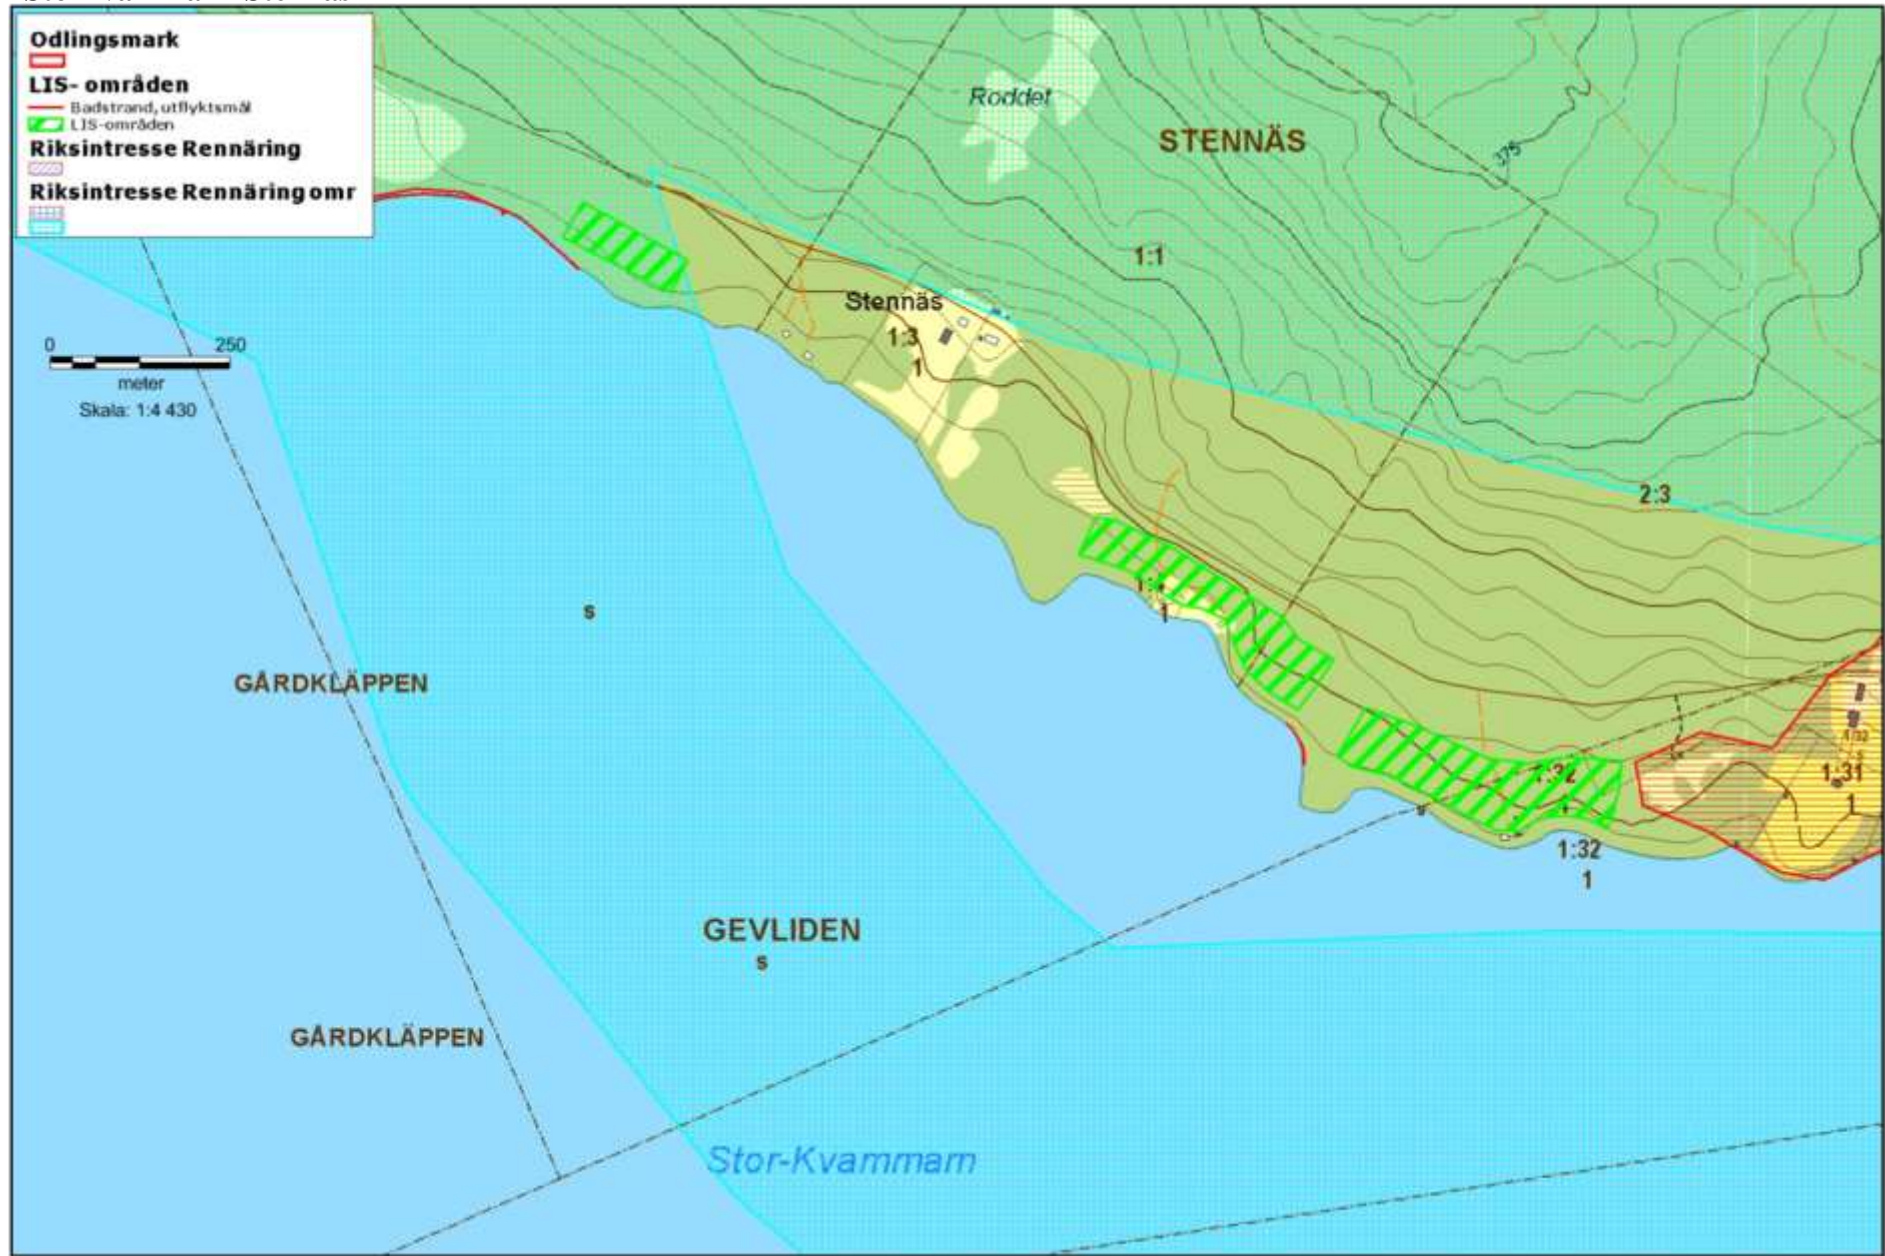 Odlingsmark
LIS- områden
Badstrand, utflyktsmål
LIS-områden
Riksintresse Rennäring
Riksintresse Rennäring omr
0 250
meter
Skala: 1:4 430
Roddet
STENNÄS
375
1:1
Stennäs
1:3
1
2:3
1
s
GÅRDKLÄPPEN
1:32
1:31
1
s
1:32
1
GEVLIDEN
s
GÅRDKLÄPPEN
Stor-Kvammarn